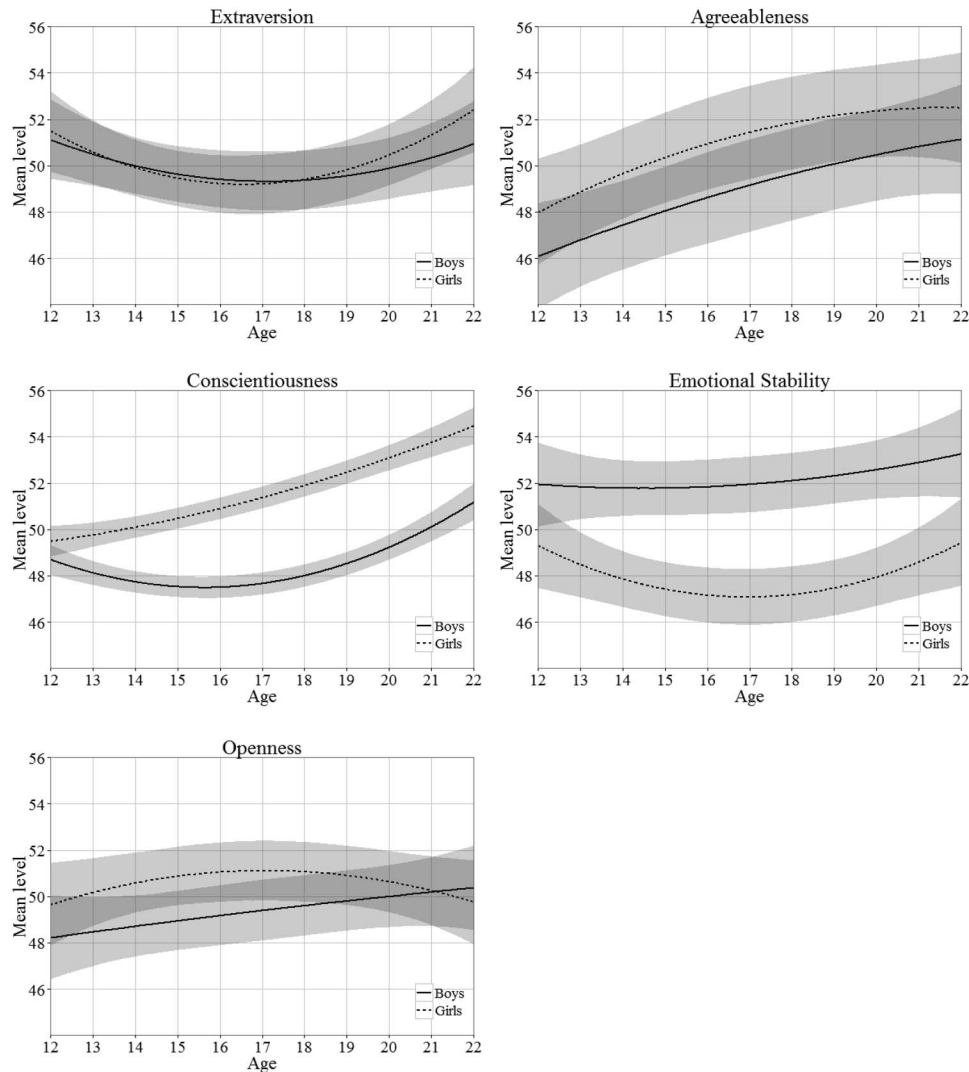 Extraversion
56
54
52
50
48
46
Mean level
Boys
Girls
12 13 14 15 16 17 18 19 20 21 22
Age
Agreeableness
56
54
52
50
48
46
Mean level
Boys
Girls
12 13 14 15 16 17 18 19 20 21 22
Age
Conscientiousness
56
54
52
50
48
46
Mean level
Boys
Girls
12 13 14 15 16 17 18 19 20 21 22
Age
Emotional Stability
56
54
52
50
48
46
Mean level
Boys
Girls
12 13 14 15 16 17 18 19 20 21 22
Age
Openness
56
54
52
50
48
46
Mean level
Boys
Girls
12 13 14 15 16 17 18 19 20 21 22
Age